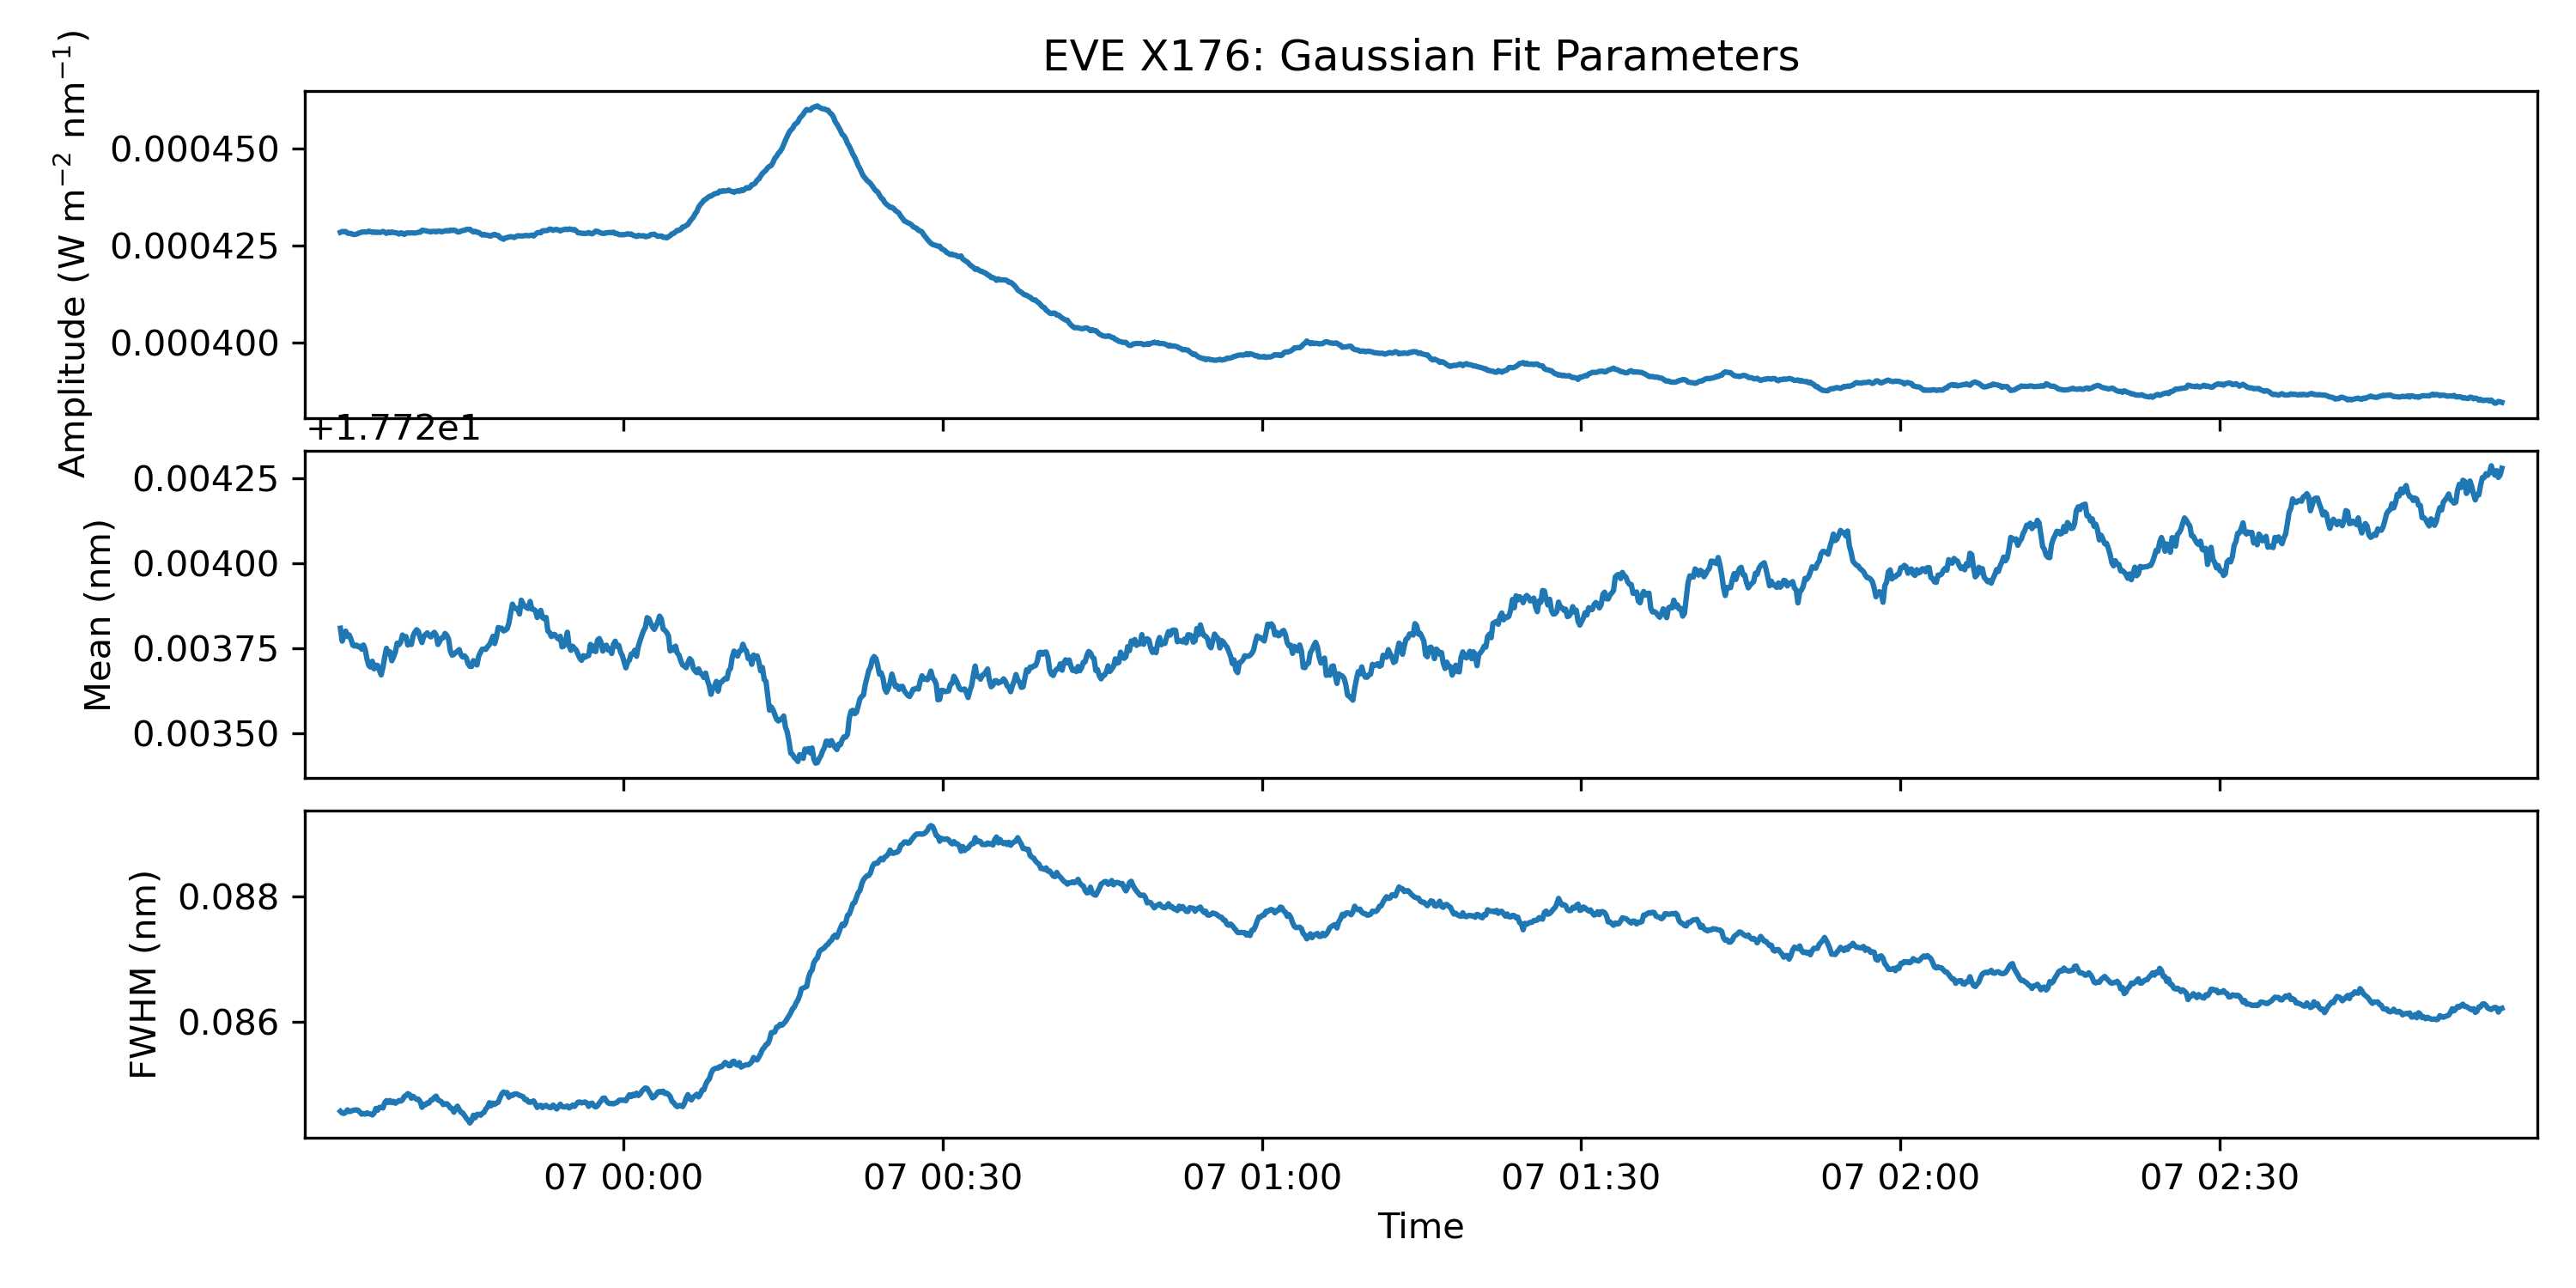 EVE X176: Gaussian Fit Parameters
Amplitude (W m⁻² nm⁻¹)
0.000450
0.000425
0.000400
+1.772e1
Mean (nm)
0.00425
0.00400
0.00375
0.00350
FWHM (nm)
0.088
0.086
07 00:00 07 00:30 07 01:00 07 01:30 07 02:00 07 02:30
Time